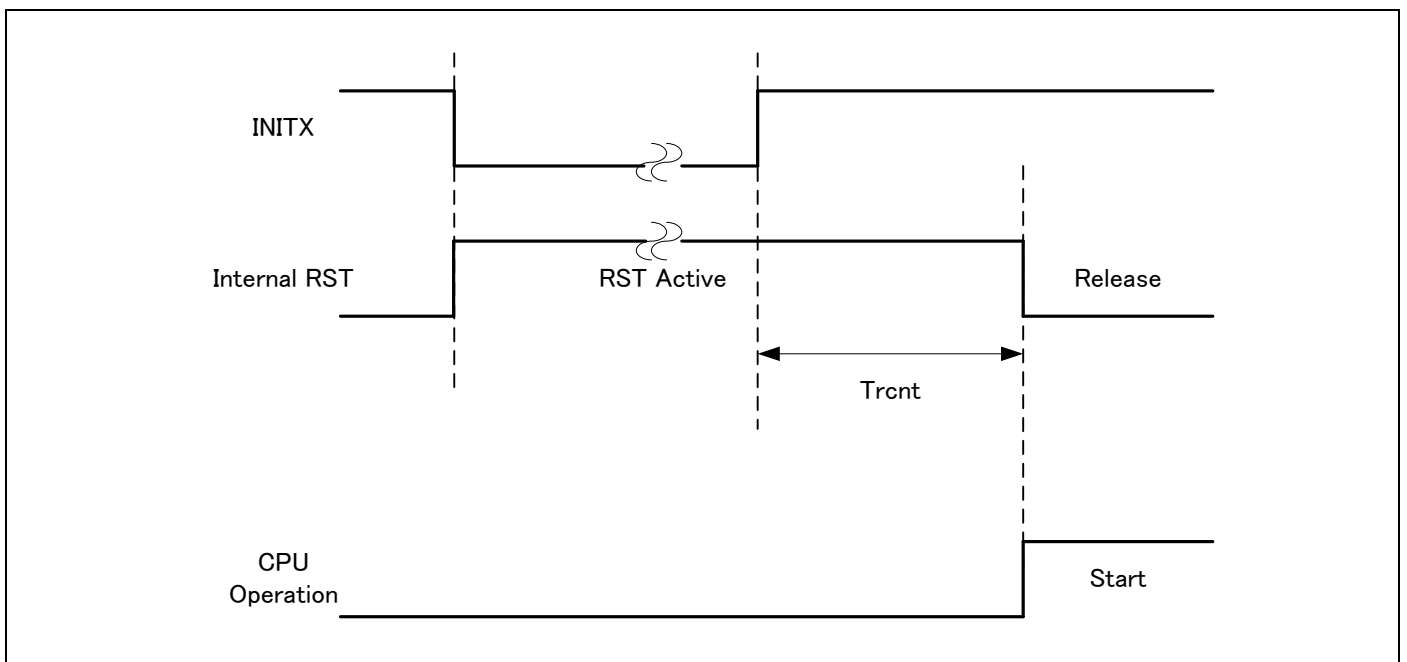 INITX
Internal RST
RST Active
Release
Trcnt
CPU
Operation
Start